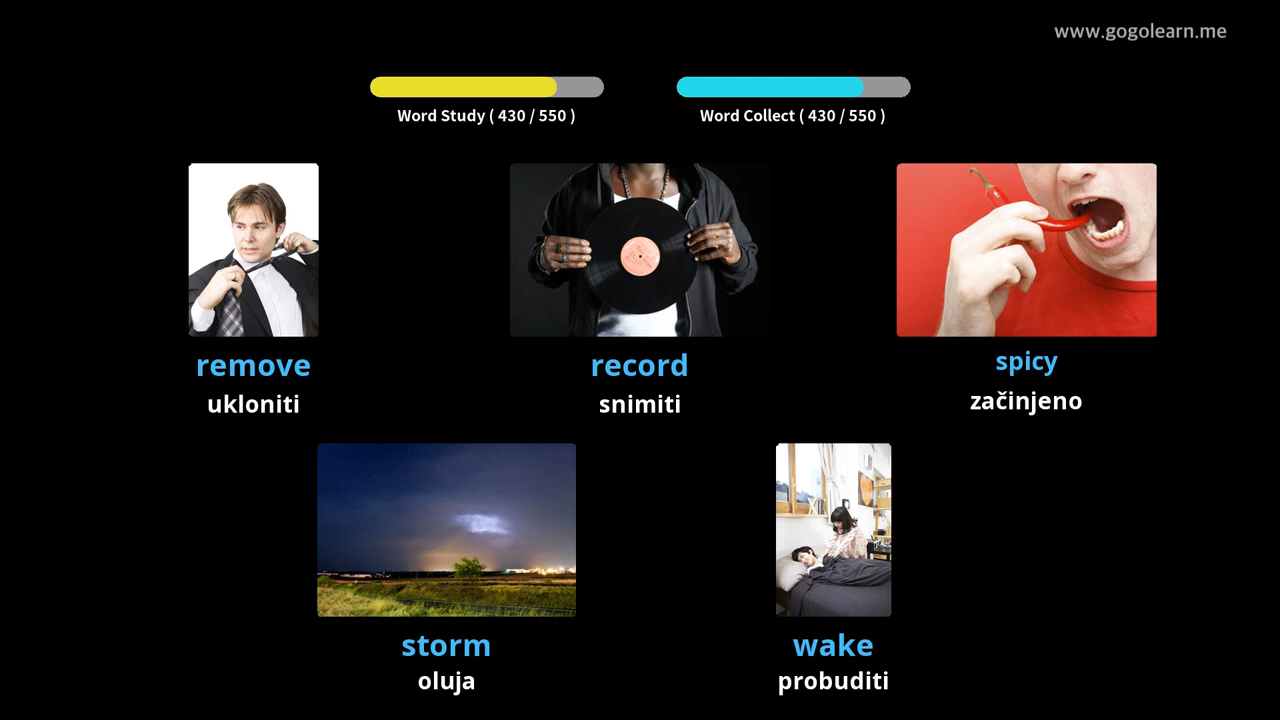 www.gogolearn.me
Word Study ( 430 / 550 )
Word Collect ( 430 / 550 )
remove
ukloniti
record
snimiti
spicy
začinjeno
storm
oluja
wake
probuditi